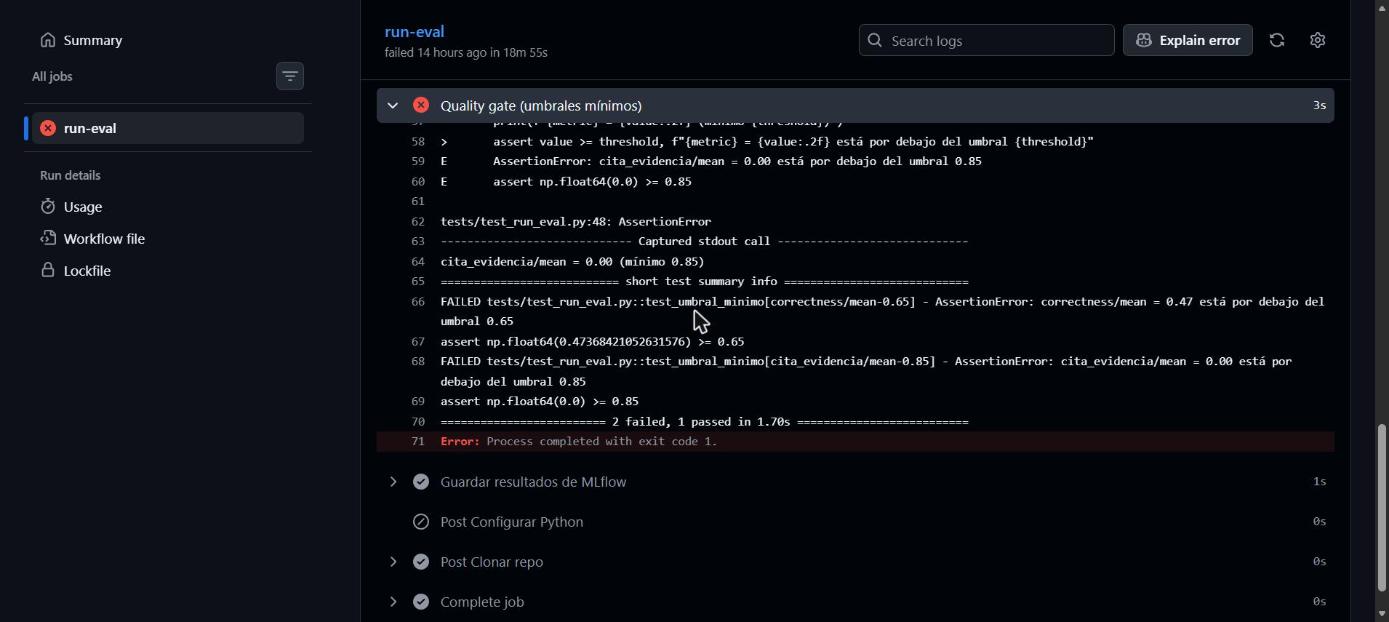 Summary
All jobs
run-eval
Run details
Usage
Workflow file
Lockfile
run-eval
failed 14 hours ago in 18m 55s
Search logs
Explain error
Quality gate (umbrales mínimos) 3s
58 > assert value >= threshold, f"{metric} = {value:.2f} está por debajo del umbral {threshold}"
59 E AssertionError: cita_evidencia/mean = 0.00 está por debajo del umbral 0.85
60 E assert np.float64(0.0) >= 0.85
61
62 tests/test_run_eval.py:48: AssertionError
63 ----------------------------- Captured stdout call -----------------------------
64 cita_evidencia/mean = 0.00 (mínimo 0.85)
65 =========================== short test summary info ============================
66 FAILED tests/test_run_eval.py::test_umbral_minimo[correctness/mean-0.65] - AssertionError: correctness/mean = 0.47 está por debajo del
umbral 0.65
67 assert np.float64(0.47368421052631576) >= 0.65
68 FAILED tests/test_run_eval.py::test_umbral_minimo[cita_evidencia/mean-0.85] - AssertionError: cita_evidencia/mean = 0.00 está por
debajo del umbral 0.85
69 assert np.float64(0.0) >= 0.85
70 ========================= 2 failed, 1 passed in 1.70s ==========================
71 Error: Process completed with exit code 1.
Guardar resultados de MLflow 1s
Post Configurar Python 0s
Post Clonar repo 0s
Complete job 0s